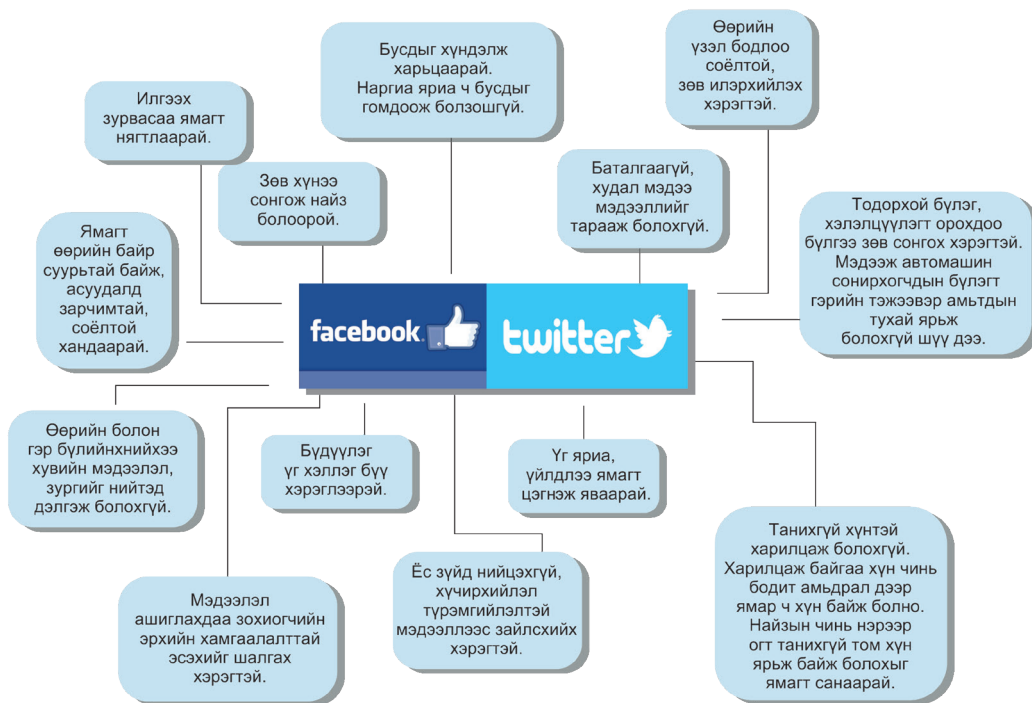 Илгээх
зурвасаа ямагт
нягтлаарай.
Бусдыг хүндэлж
харьцаарай.
Наргиа яриа ч бусдыг
гомдоож болзошгүй.
Өөрийн
үзэл бодлоо
соёлтой,
зөв илэрхийлэх
хэрэгтэй.
Зөв хүнээ
сонгож найз
болоорой.
Баталгаагүй,
худал мэдээ
мэдээллийг
тарааж болохгүй.
Ямагт
өөрийн байр
суурьтай байж,
асуудалд
зарчимтай,
соёлтой
хандаарай.
Тодорхой бүлэг,
хэлэлцүүлэгт орохдоо
бүлгээ зөв сонгох хэрэгтэй.
Мэдээж автомашин
сонирхогчдын бүлэгт
гэрийн тэжээвэр амьтдын
тухай ярьж
болохгүй шүү дээ.
facebook
twitter
Өөрийн болон
гэр бүлийнхнийхээ
хувийн мэдээлэл,
зургийг нийтэд
дэлгэж болохгүй.
Бүдүүлэг
үг хэллэг бүү
хэрэглээрэй.
Үг яриа,
үйлдлээ ямагт
цэгнэж яваарай.
Мэдээлэл
ашиглахдаа зохиогчийн
эрхийн хамгаалалттай
эсэхийг шалгах
хэрэгтэй.
Ёс зүйд нийцэхгүй,
хүчирхийлэл
түрэмгийлэлтэй
мэдээллээс зайлсхийх
хэрэгтэй.
Танихгүй хүнтэй
харилцаж болохгүй.
Харилцаж байгаа хүн чинь
бодит амьдрал дээр
ямар ч хүн байж болно.
Найзын чинь нэрээр
огт танихгүй том хүн
ярьж байж болохыг
ямагт санаарай.